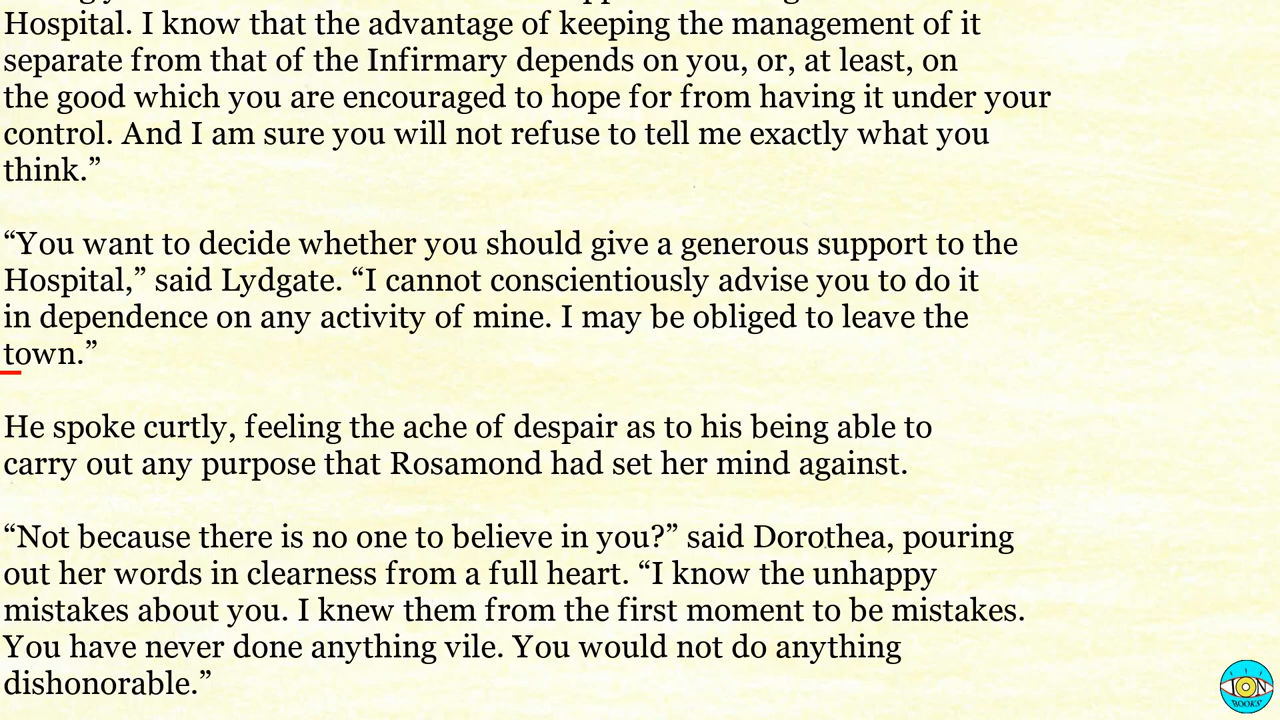 Hospital. I know that the advantage of keeping the management of it
separate from that of the Infirmary depends on you, or, at least, on
the good which you are encouraged to hope for from having it under your
control. And I am sure you will not refuse to tell me exactly what you
think.”
“You want to decide whether you should give a generous support to the
Hospital,” said Lydgate. “I cannot conscientiously advise you to do it
in dependence on any activity of mine. I may be obliged to leave the
town.”
He spoke curtly, feeling the ache of despair as to his being able to
carry out any purpose that Rosamond had set her mind against.
“Not because there is no one to believe in you?” said Dorothea, pouring
out her words in clearness from a full heart. “I know the unhappy
mistakes about you. I knew them from the first moment to be mistakes.
You have never done anything vile. You would not do anything
dishonorable.”
ION
BOOKS